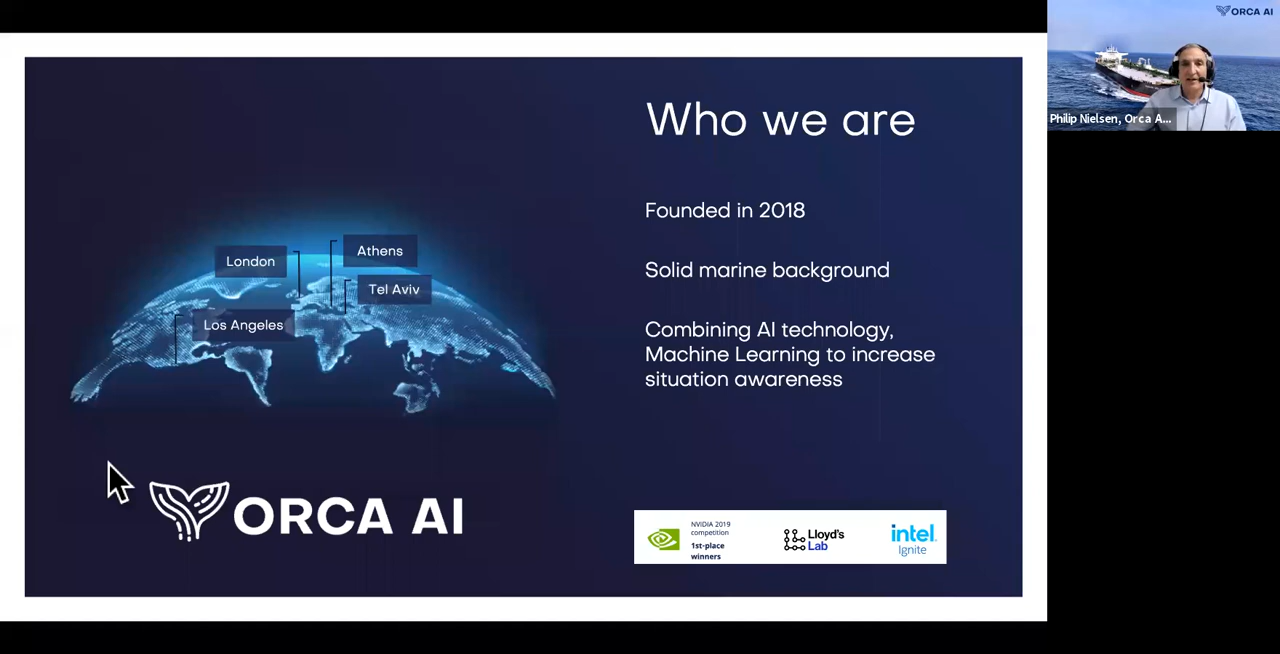 Who we are
Founded in 2018
Solid marine background
Combining AI technology,
Machine Learning to increase
situation awareness
London
Athens
Tel Aviv
Los Angeles
ORCA AI
NVIDIA 2019
competition
1st-place
winners
Lloyd's
Lab
intel.
Ignite
ORCA AI
Philip Nielsen, Orca A...